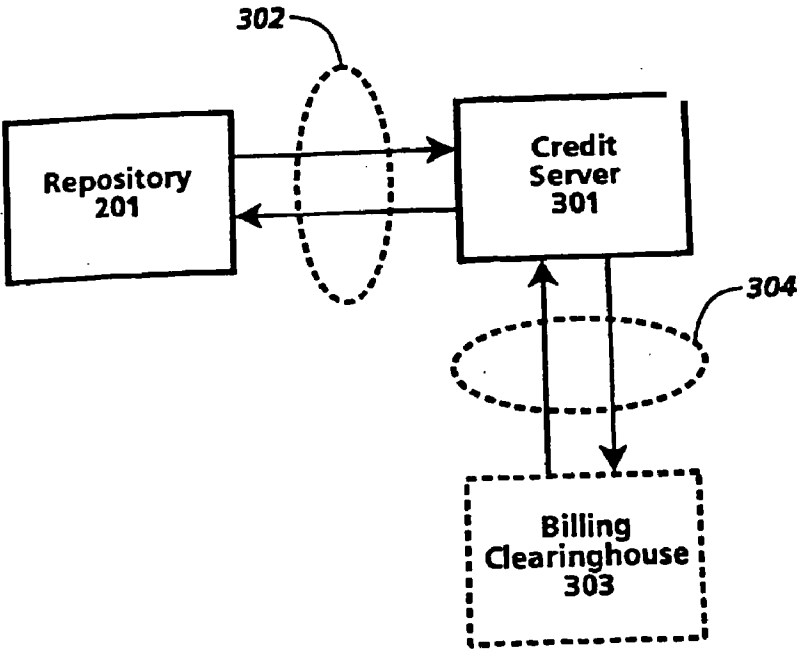 302
Repository
201
Credit
Server
301
304
Billing
Clearinghouse
303